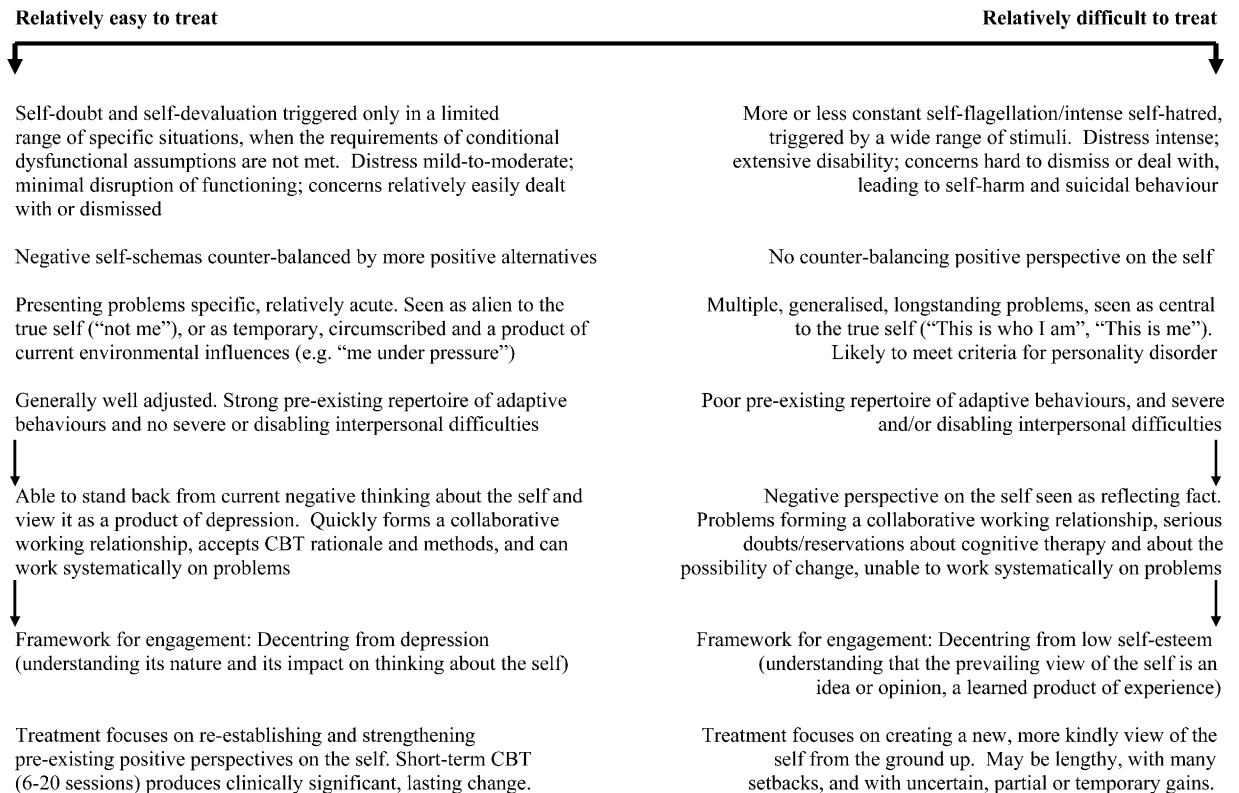 Relatively easy to treat
Relatively difficult to treat
Self-doubt and self-devaluation triggered only in a limited
range of specific situations, when the requirements of conditional
dysfunctional assumptions are not met.  Distress mild-to-moderate;
minimal disruption of functioning; concerns relatively easily dealt
with or dismissed
More or less constant self-flagellation/intense self-hatred,
triggered by a wide range of stimuli.  Distress intense;
extensive disability; concerns hard to dismiss or deal with,
leading to self-harm and suicidal behaviour
Negative self-schemas counter-balanced by more positive alternatives
No counter-balancing positive perspective on the self
Presenting problems specific, relatively acute. Seen as alien to the
true self (“not me”), or as temporary, circumscribed and a product of
current environmental influences (e.g. “me under pressure”)
Multiple, generalised, longstanding problems, seen as central
to the true self (“This is who I am”, “This is me”).
Likely to meet criteria for personality disorder
Generally well adjusted. Strong pre-existing repertoire of adaptive
behaviours and no severe or disabling interpersonal difficulties
Poor pre-existing repertoire of adaptive behaviours, and severe
and/or disabling interpersonal difficulties
Able to stand back from current negative thinking about the self and
view it as a product of depression.  Quickly forms a collaborative
working relationship, accepts CBT rationale and methods, and can
work systematically on problems
Negative perspective on the self seen as reflecting fact.
Problems forming a collaborative working relationship, serious
doubts/reservations about cognitive therapy and about the
possibility of change, unable to work systematically on problems
Framework for engagement: Decentring from depression
(understanding its nature and its impact on thinking about the self)
Framework for engagement: Decentring from low self-esteem
(understanding that the prevailing view of the self is an
idea or opinion, a learned product of experience)
Treatment focuses on re-establishing and strengthening
pre-existing positive perspectives on the self. Short-term CBT
(6-20 sessions) produces clinically significant, lasting change.
Treatment focuses on creating a new, more kindly view of the
self from the ground up.  May be lengthy, with many
setbacks, and with uncertain, partial or temporary gains.